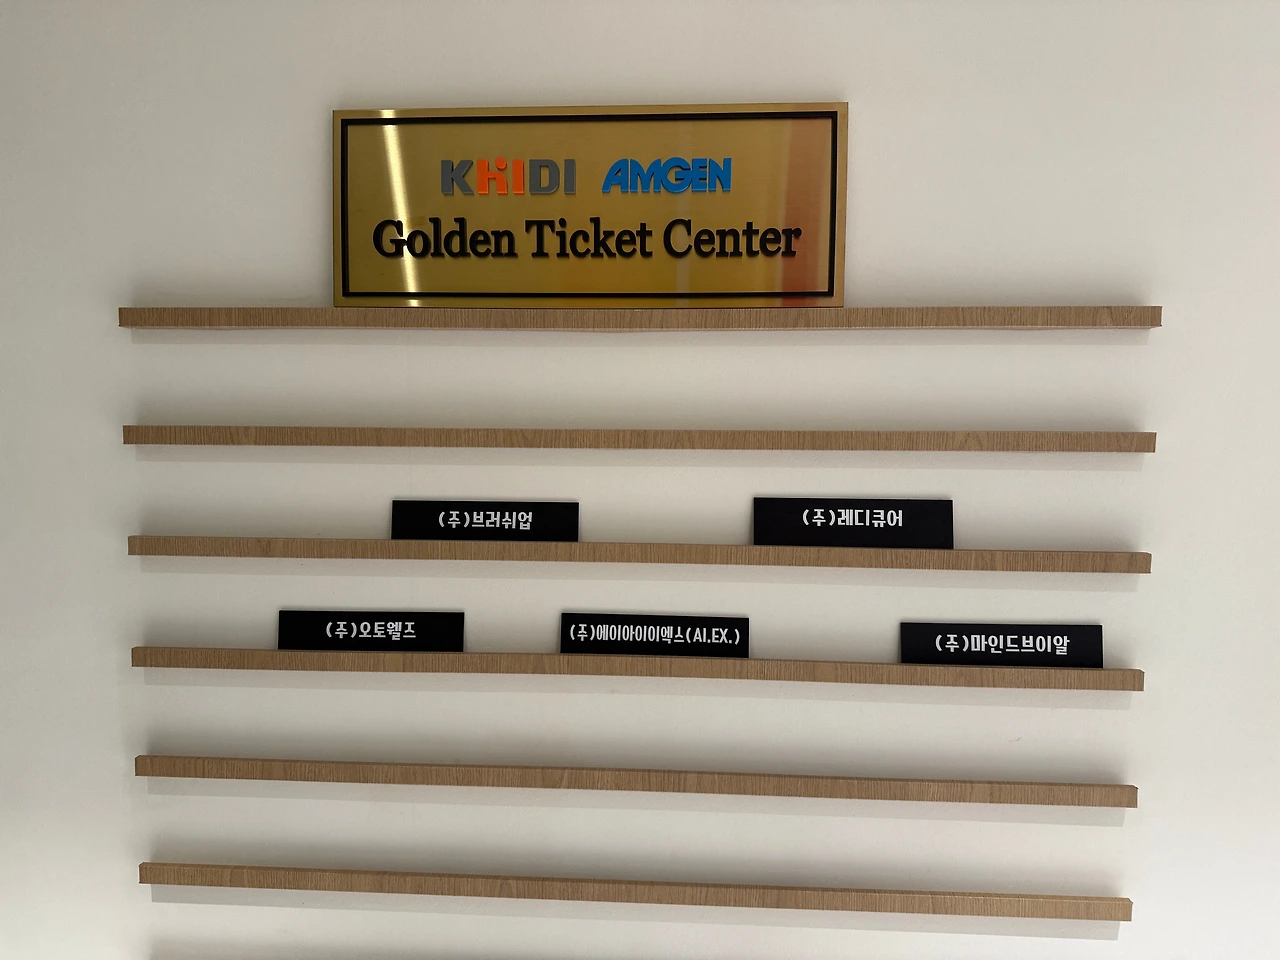 KHIDI AMGEN
Golden Ticket Center
(주)브러쉬업
(주)레디큐어
(주)오토웰즈
(주)에이아이이엑스(AI.EX.)
(주)마인드브이알